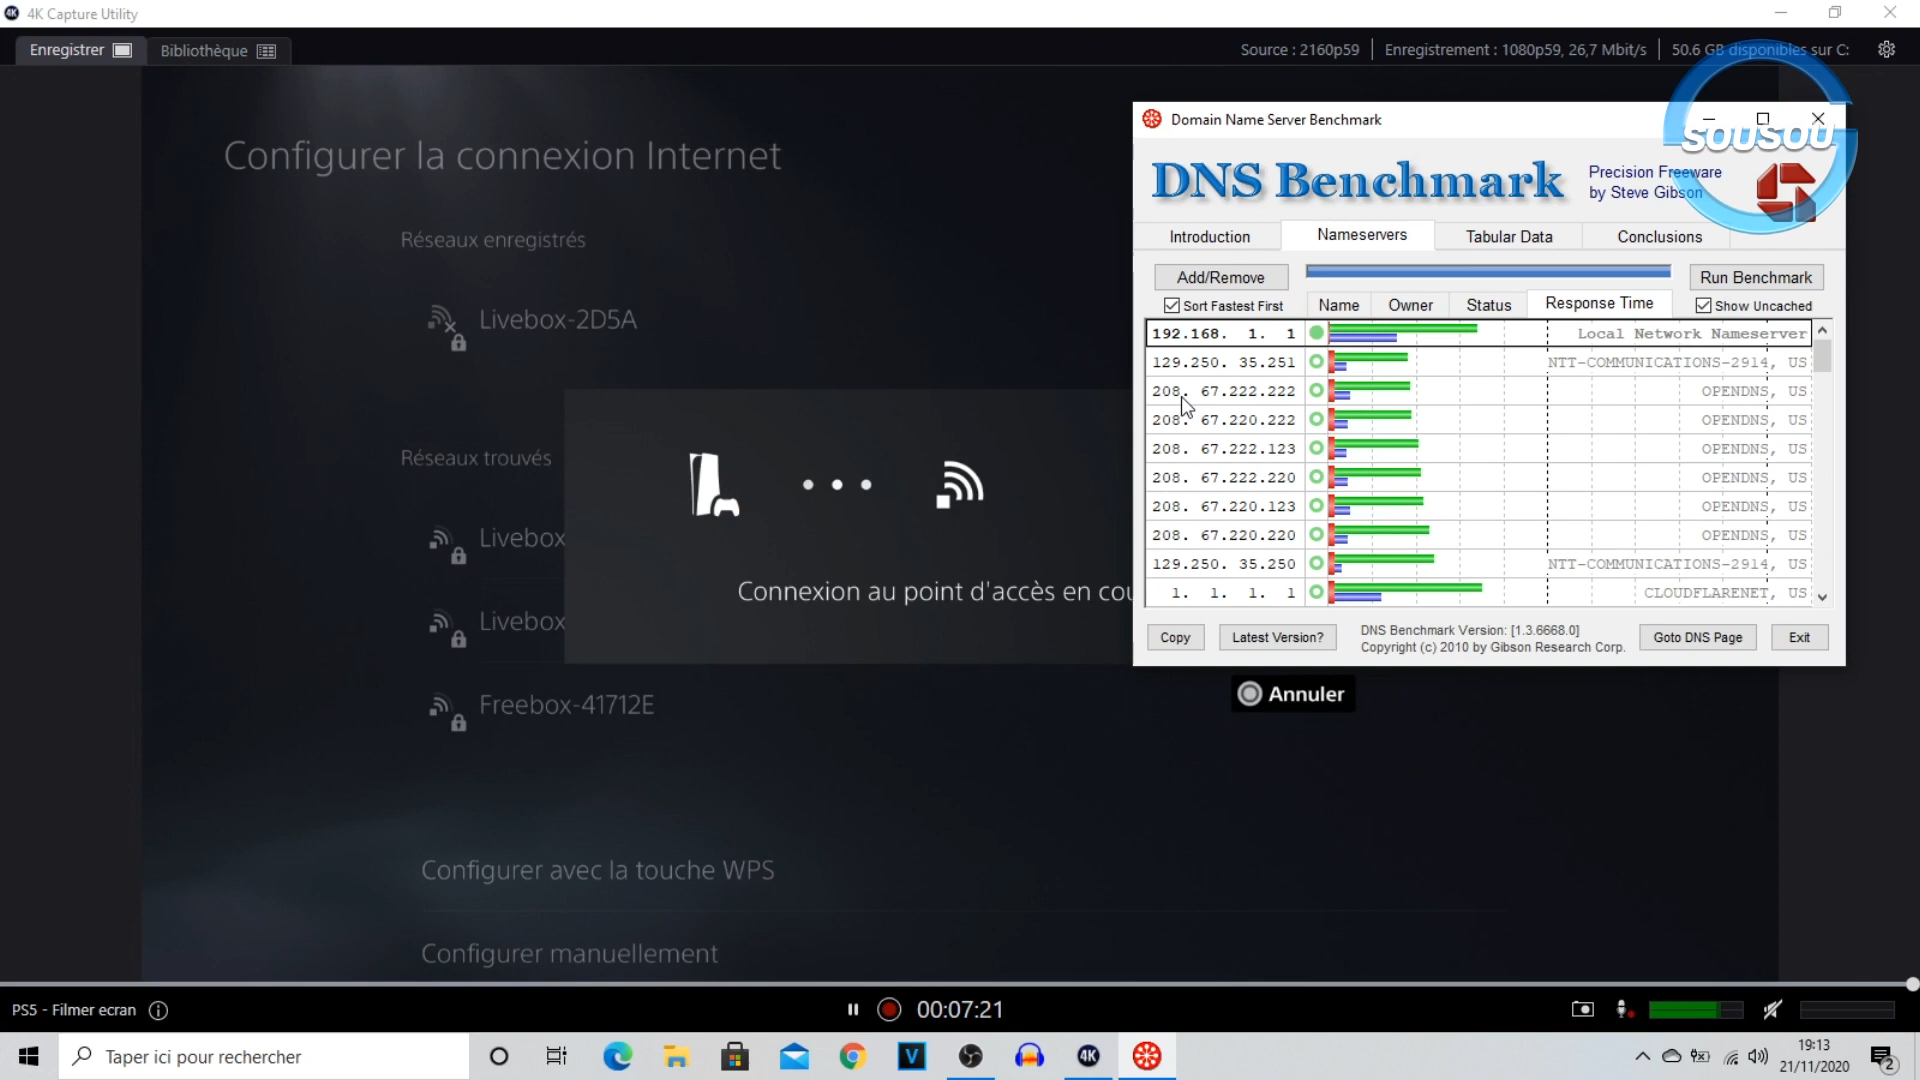 4K Capture Utility
Enregistrer
Bibliothèque
Source : 2160p59
Enregistrement : 1080p59, 26,7 Mbit/s
50.6 GB disponibles sur C:
SOUSOU
Configurer la connexion Internet
Réseaux enregistrés
Livebox-2D5A
Réseaux trouvés
Livebox
Livebox
Freebox-41712E
Connexion au point d'accès en cou
Annuler
Configurer avec la touche WPS
Configurer manuellement
Domain Name Server Benchmark
DNS Benchmark
Precision Freeware
by Steve Gibson
Introduction
Nameservers
Tabular Data
Conclusions
Add/Remove
Run Benchmark
Sort Fastest First
Name
Owner
Status
Response Time
Show Uncached
192.168. 1. 1 Local Network Nameserver
129.250. 35.251 NTT-COMMUNICATIONS-2914, US
208. 67.222.222 OPENDNS, US
208. 67.220.222 OPENDNS, US
208. 67.222.123 OPENDNS, US
208. 67.222.220 OPENDNS, US
208. 67.220.123 OPENDNS, US
208. 67.220.220 OPENDNS, US
129.250. 35.250 NTT-COMMUNICATIONS-2914, US
1. 1. 1. 1 CLOUDFLARENET, US
Copy
Latest Version?
DNS Benchmark Version: [1.3.6668.0]
Copyright (c) 2010 by Gibson Research Corp.
Goto DNS Page
Exit
PS5 - Filmer ecran
00:07:21
Taper ici pour rechercher
V
4K
19:13
21/11/2020
2